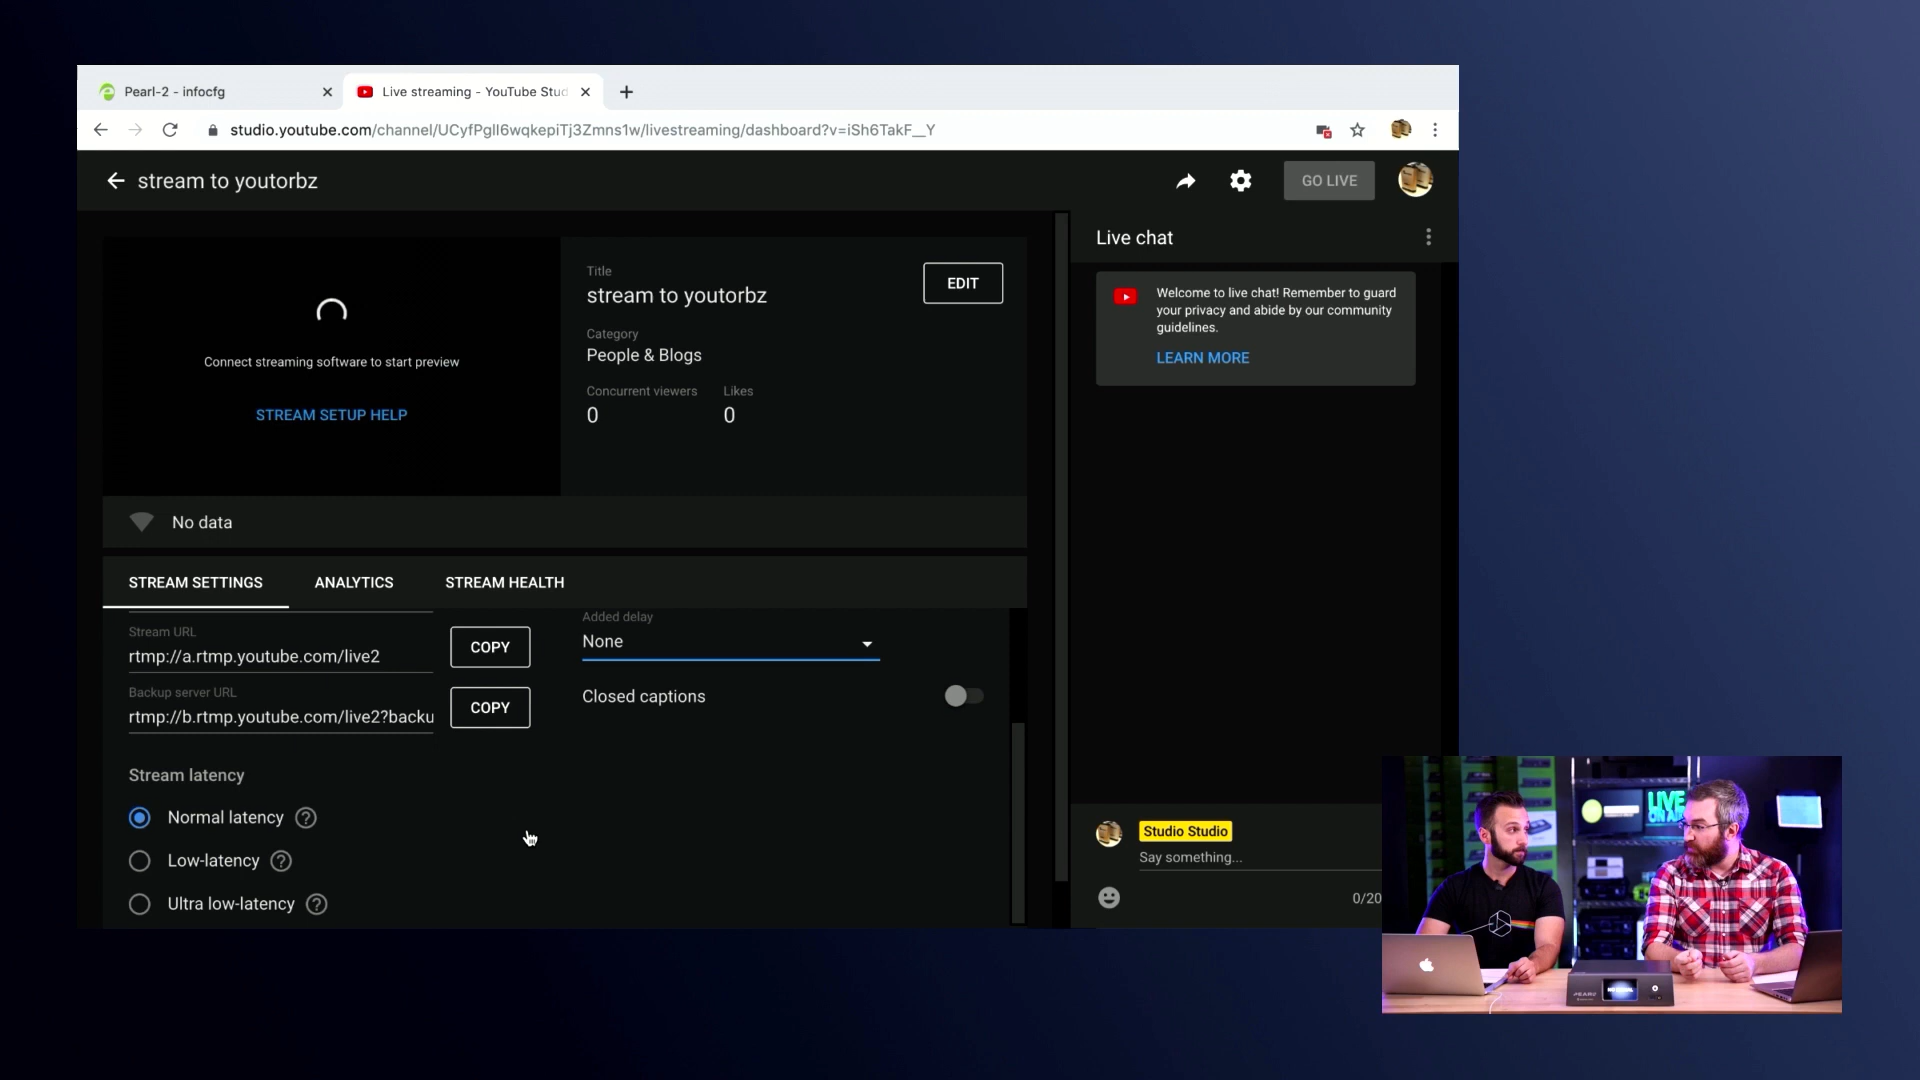 Pearl-2 - infocfg
Live streaming - YouTube Stud
studio.youtube.com/channel/UCyfPgIl6wqkepiTj3Zmns1w/livestreaming/dashboard?v=iSh6TakF__Y
stream to youtorbz
GO LIVE
Connect streaming software to start preview
STREAM SETUP HELP
Title
stream to youtorbz
EDIT
Category
People & Blogs
Concurrent viewers
Likes
0
0
Live chat
Welcome to live chat! Remember to guard
your privacy and abide by our community
guidelines.
LEARN MORE
No data
STREAM SETTINGS
ANALYTICS
STREAM HEALTH
Stream URL
rtmp://a.rtmp.youtube.com/live2
COPY
Backup server URL
rtmp://b.rtmp.youtube.com/live2?backu
COPY
Added delay
None
Closed captions
Stream latency
Normal latency
Low-latency
Ultra low-latency
Studio Studio
Say something...
0/20
LIVE
ON AIR
PEARL